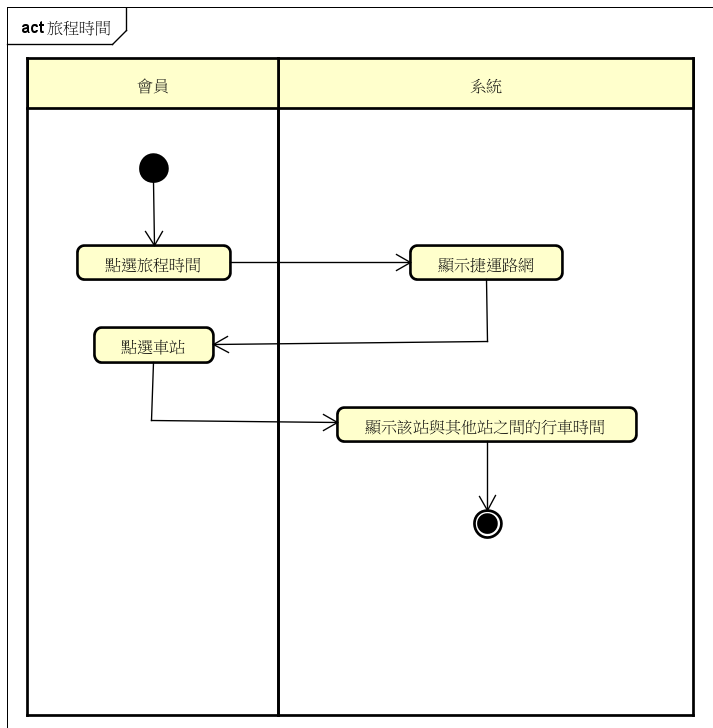 act 旅程時間
會員
系統
點選旅程時間
顯示捷運路網
點選車站
顯示該站與其他站之間的行車時間